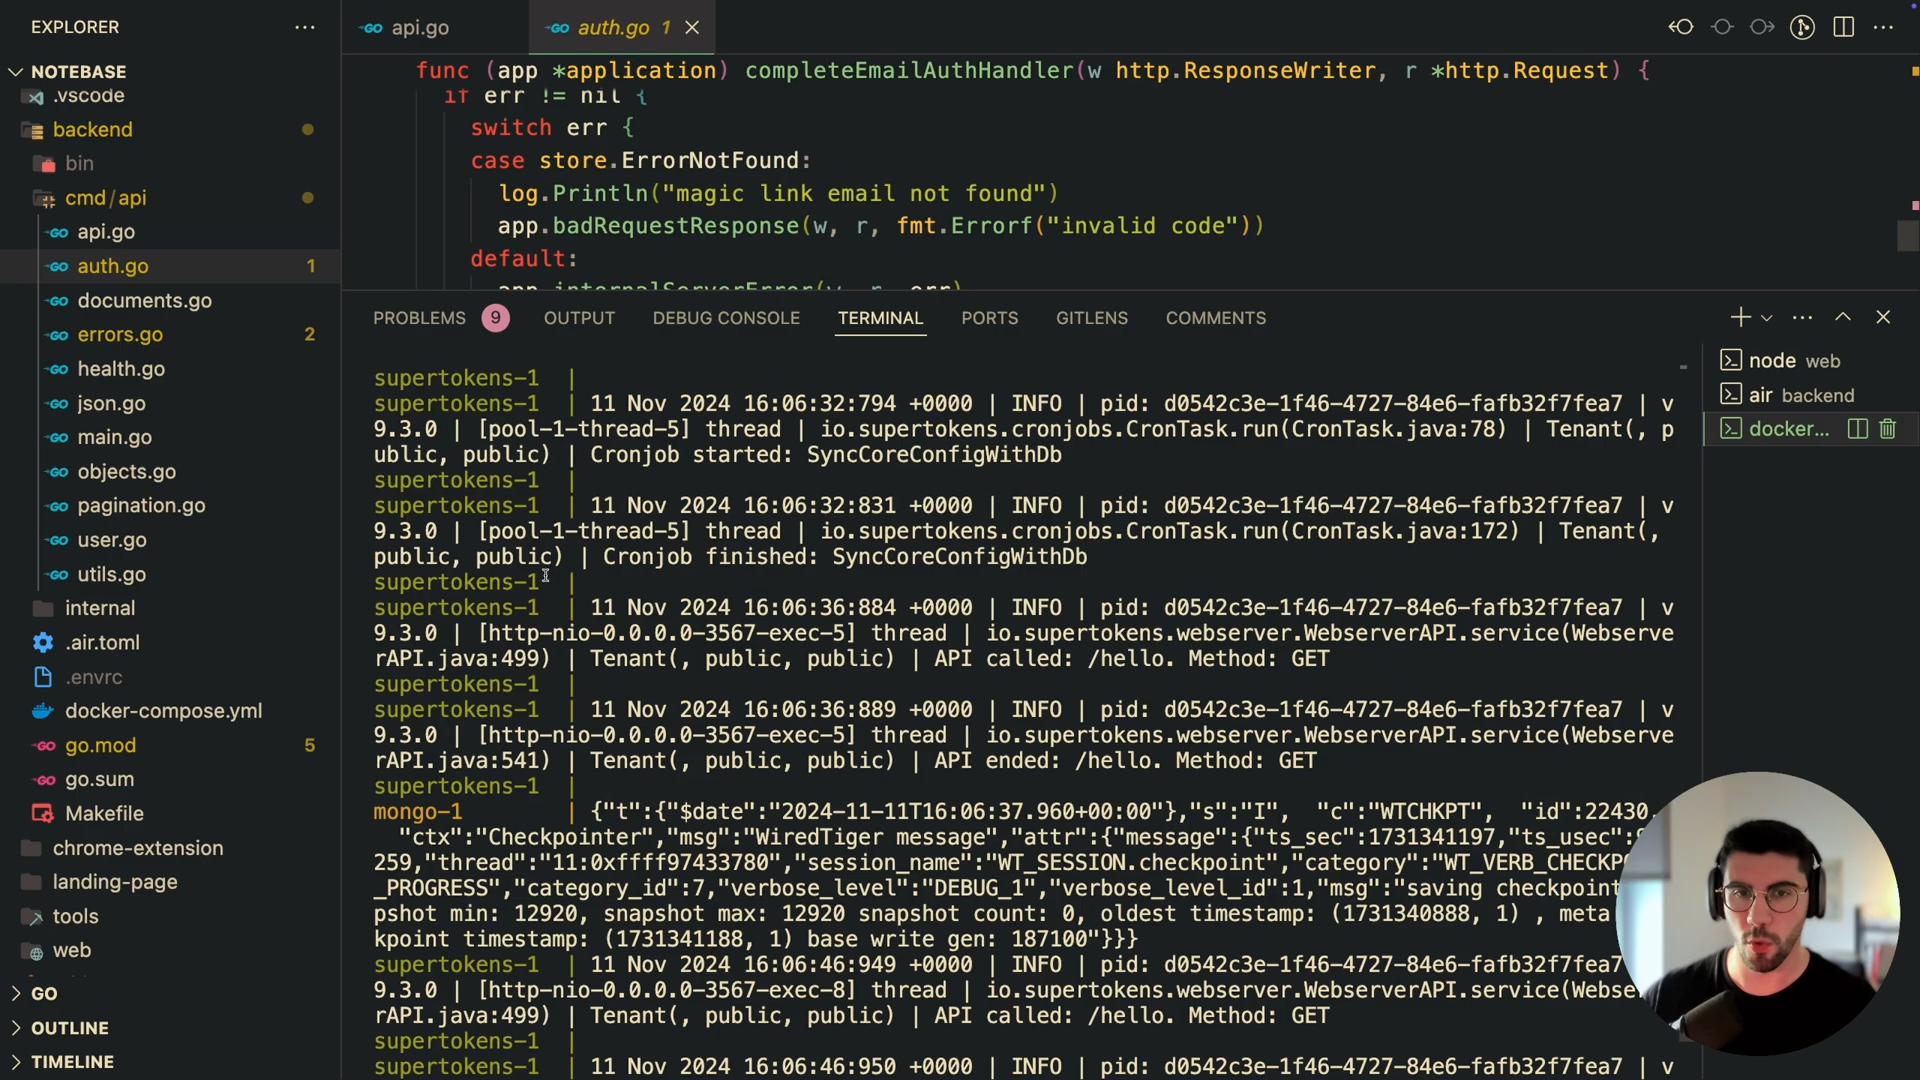 EXPLORER
NOTEBASE
.vscode
backend
bin
cmd/api
api.go
auth.go 1
documents.go
errors.go 2
health.go
json.go
main.go
objects.go
pagination.go
user.go
utils.go
internal
.air.toml
.envrc
docker-compose.yml
go.mod 5
go.sum
Makefile
chrome-extension
landing-page
tools
web
GO
OUTLINE
TIMELINE
api.go
auth.go 1
func (app *application) completeEmailAuthHandler(w http.ResponseWriter, r *http.Request) {
if err != nil {
switch err {
case store.ErrorNotFound:
log.Println("magic link email not found")
app.badRequestResponse(w, r, fmt.Errorf("invalid code"))
default:
app.internalServerError(w, r, err)
PROBLEMS 9 OUTPUT DEBUG CONSOLE TERMINAL PORTS GITLENS COMMENTS
supertokens-1 |
supertokens-1 | 11 Nov 2024 16:06:32:794 +0000 | INFO | pid: d0542c3e-1f46-4727-84e6-fafb32f7fea7 | v
9.3.0 | [pool-1-thread-5] thread | io.supertokens.cronjobs.CronTask.run(CronTask.java:78) | Tenant(, p
ublic, public) | Cronjob started: SyncCoreConfigWithDb
supertokens-1 |
supertokens-1 | 11 Nov 2024 16:06:32:831 +0000 | INFO | pid: d0542c3e-1f46-4727-84e6-fafb32f7fea7 | v
9.3.0 | [pool-1-thread-5] thread | io.supertokens.cronjobs.CronTask.run(CronTask.java:172) | Tenant(,
public, public) | Cronjob finished: SyncCoreConfigWithDb
supertokens-1 |
supertokens-1 | 11 Nov 2024 16:06:36:884 +0000 | INFO | pid: d0542c3e-1f46-4727-84e6-fafb32f7fea7 | v
9.3.0 | [http-nio-0.0.0.0-3567-exec-5] thread | io.supertokens.webserver.WebserverAPI.service(Webserve
rAPI.java:499) | Tenant(, public, public) | API called: /hello. Method: GET
supertokens-1 |
supertokens-1 | 11 Nov 2024 16:06:36:889 +0000 | INFO | pid: d0542c3e-1f46-4727-84e6-fafb32f7fea7 | v
9.3.0 | [http-nio-0.0.0.0-3567-exec-5] thread | io.supertokens.webserver.WebserverAPI.service(Webserve
rAPI.java:541) | Tenant(, public, public) | API ended: /hello. Method: GET
supertokens-1 |
mongo-1 | {"t":{"$date":"2024-11-11T16:06:37.960+00:00"},"s":"I", "c":"WTCHKPT", "id":22430,
"ctx":"Checkpointer","msg":"WiredTiger message","attr":{"message":{"ts_sec":1731341197,"ts_usec":
259,"thread":"11:0xffff97433780","session_name":"WT_SESSION.checkpoint","category":"WT_VERB_CHECKP
_PROGRESS","category_id":7,"verbose_level":"DEBUG_1","verbose_level_id":1,"msg":"saving checkpoint
pshot min: 12920, snapshot max: 12920 snapshot count: 0, oldest timestamp: (1731340888, 1) , meta
kpoint timestamp: (1731341188, 1) base write gen: 187100"}}}
supertokens-1 | 11 Nov 2024 16:06:46:949 +0000 | INFO | pid: d0542c3e-1f46-4727-84e6-fafb32f7fea7
9.3.0 | [http-nio-0.0.0.0-3567-exec-8] thread | io.supertokens.webserver.WebserverAPI.service(Webse
rAPI.java:499) | Tenant(, public, public) | API called: /hello. Method: GET
supertokens-1 |
supertokens-1 | 11 Nov 2024 16:06:46:950 +0000 | INFO | pid: d0542c3e-1f46-4727-84e6-fafb32f7fea7 | v
node web
air backend
docker...